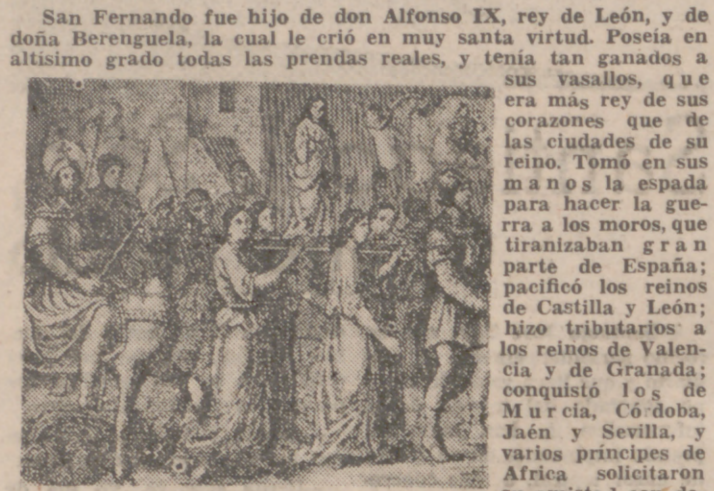 San Fernando fue hijo de don Alfonso IX, rey de León, y de
doña Berenguela, la cual le crió en muy santa virtud. Poseía en
altísimo grado todas las prendas reales, y tenía tan ganados a
sus vasallos, que
era más rey de sus
corazones que de
las ciudades de su
reino. Tomó en sus
manos la espada
para hacer la gue-
rra a los moros, que
tiranizaban gran
parte de España;
pacificó los reinos
de Castilla y León;
hizo tributarios a
los reinos de Valen-
cia y de Granada;
conquistó los de
Murcia, Córdoba,
Jaén y Sevilla, y
varios príncipes de
Africa solicitaron